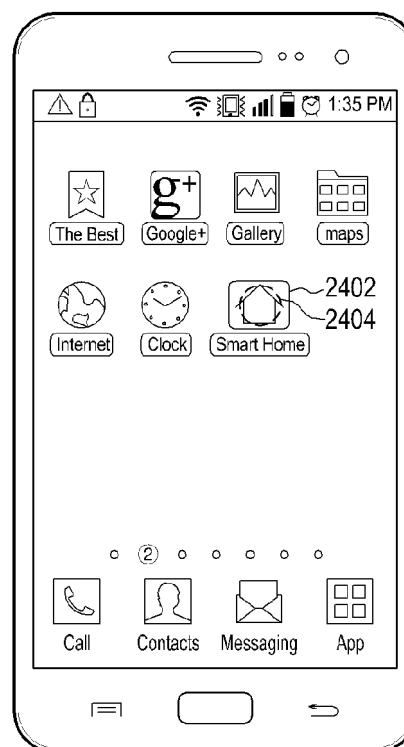 1:35 PM
g+
The Best Google+ Gallery maps
2402
2404
Internet Clock Smart Home
2
Call Contacts Messaging App